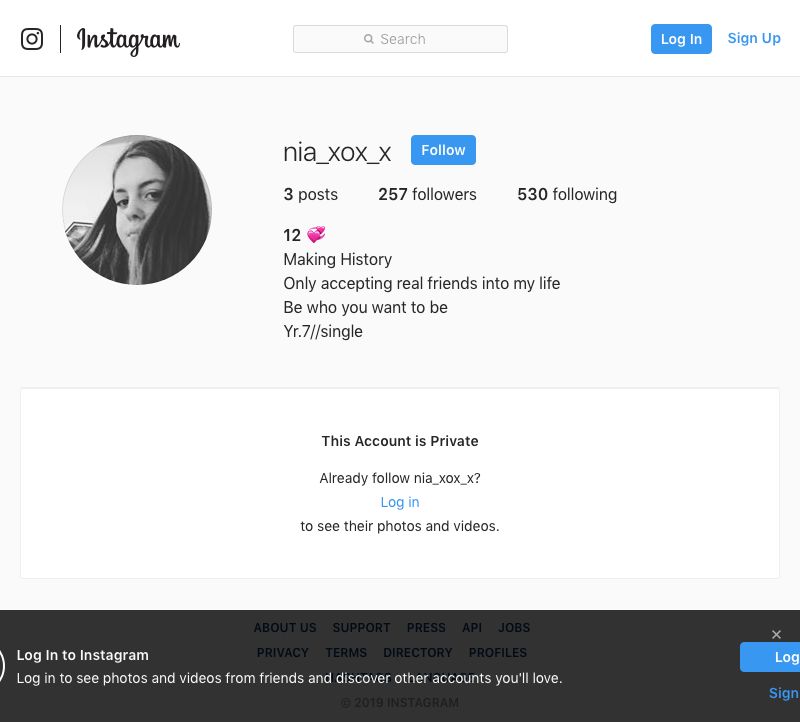 Instagram
Search
Log In
Sign Up
nia_xox_x
Follow
3 posts 257 followers 530 following
12 💞
Making History
Only accepting real friends into my life
Be who you want to be
Yr.7//single
This Account is Private
Already follow nia_xox_x?
Log in
to see their photos and videos.
ABOUT US SUPPORT PRESS API JOBS
PRIVACY TERMS DIRECTORY PROFILES
Log In to Instagram
Log in to see photos and videos from friends and discover other accounts you'll love.
© 2019 INSTAGRAM
✕
Log
Sign